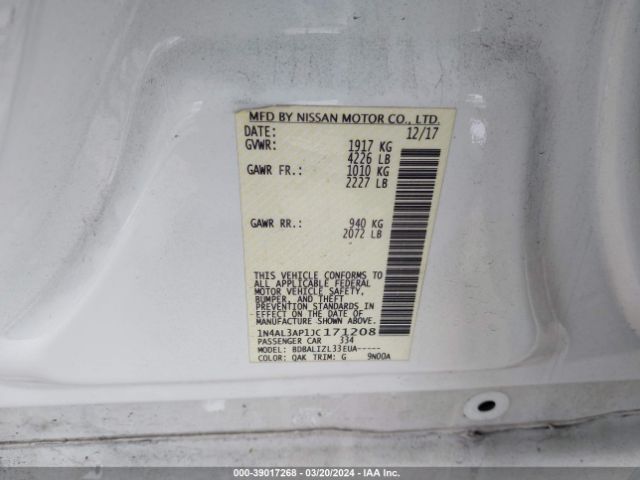 MFD BY NISSAN MOTOR CO., LTD.
DATE: 12/17
GVWR: 1917 KG
4226 LB
GAWR FR.: 1010 KG
2227 LB
GAWR RR.: 940 KG
2072 LB
THIS VEHICLE CONFORMS TO
ALL APPLICABLE FEDERAL
MOTOR VEHICLE SAFETY,
BUMPER, AND THEFT
PREVENTION STANDARDS IN
EFFECT ON THE DATE OF
MANUFACTURE SHOWN ABOVE.
1N4AL3AP1JC171208
PASSENGER CAR 334
MODEL: BDBALIZL33EUA-----
COLOR: QAK TRIM: G 9N00A
000-39017268 - 03/20/2024 - IAA Inc.